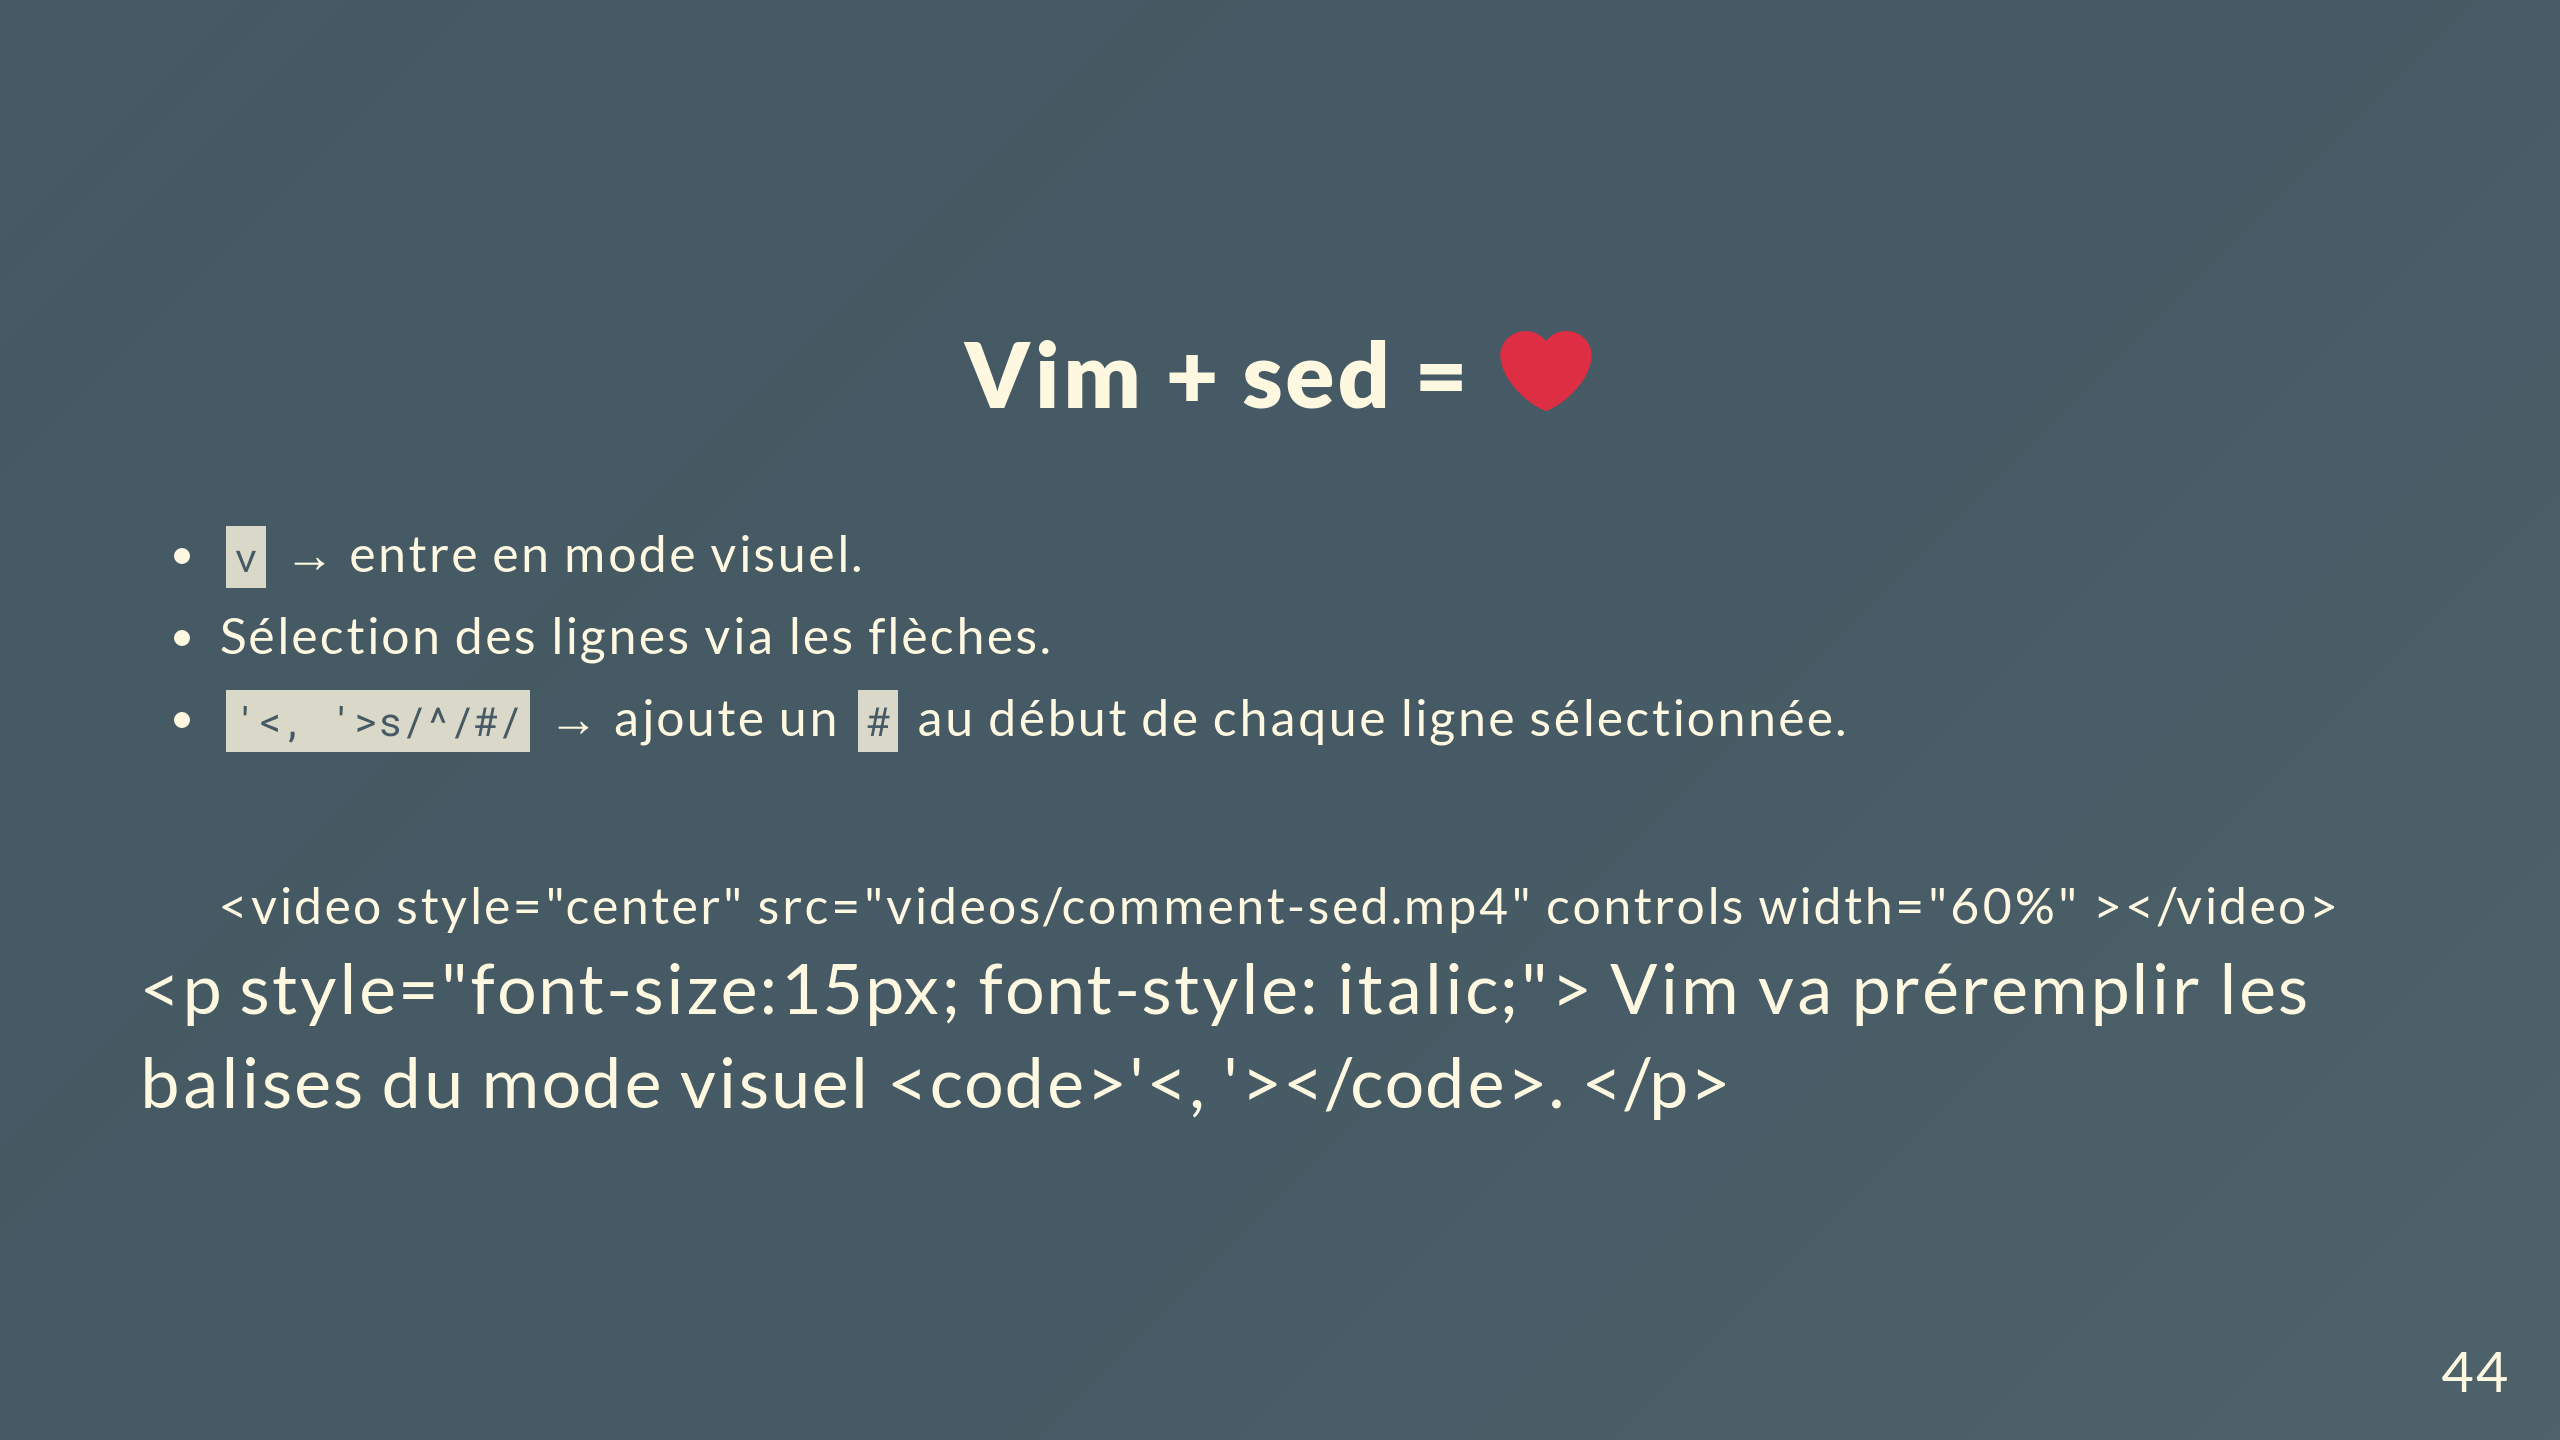 Vim + sed = ❤️
• v → entre en mode visuel.
• Sélection des lignes via les flèches.
• '<, '>s/^/#/ → ajoute un # au début de chaque ligne sélectionnée.
<video style="center" src="videos/comment-sed.mp4" controls width="60%" ></video>
<p style="font-size:15px; font-style: italic;"> Vim va préremplir les
balises du mode visuel <code>'<, '></code>. </p>
44